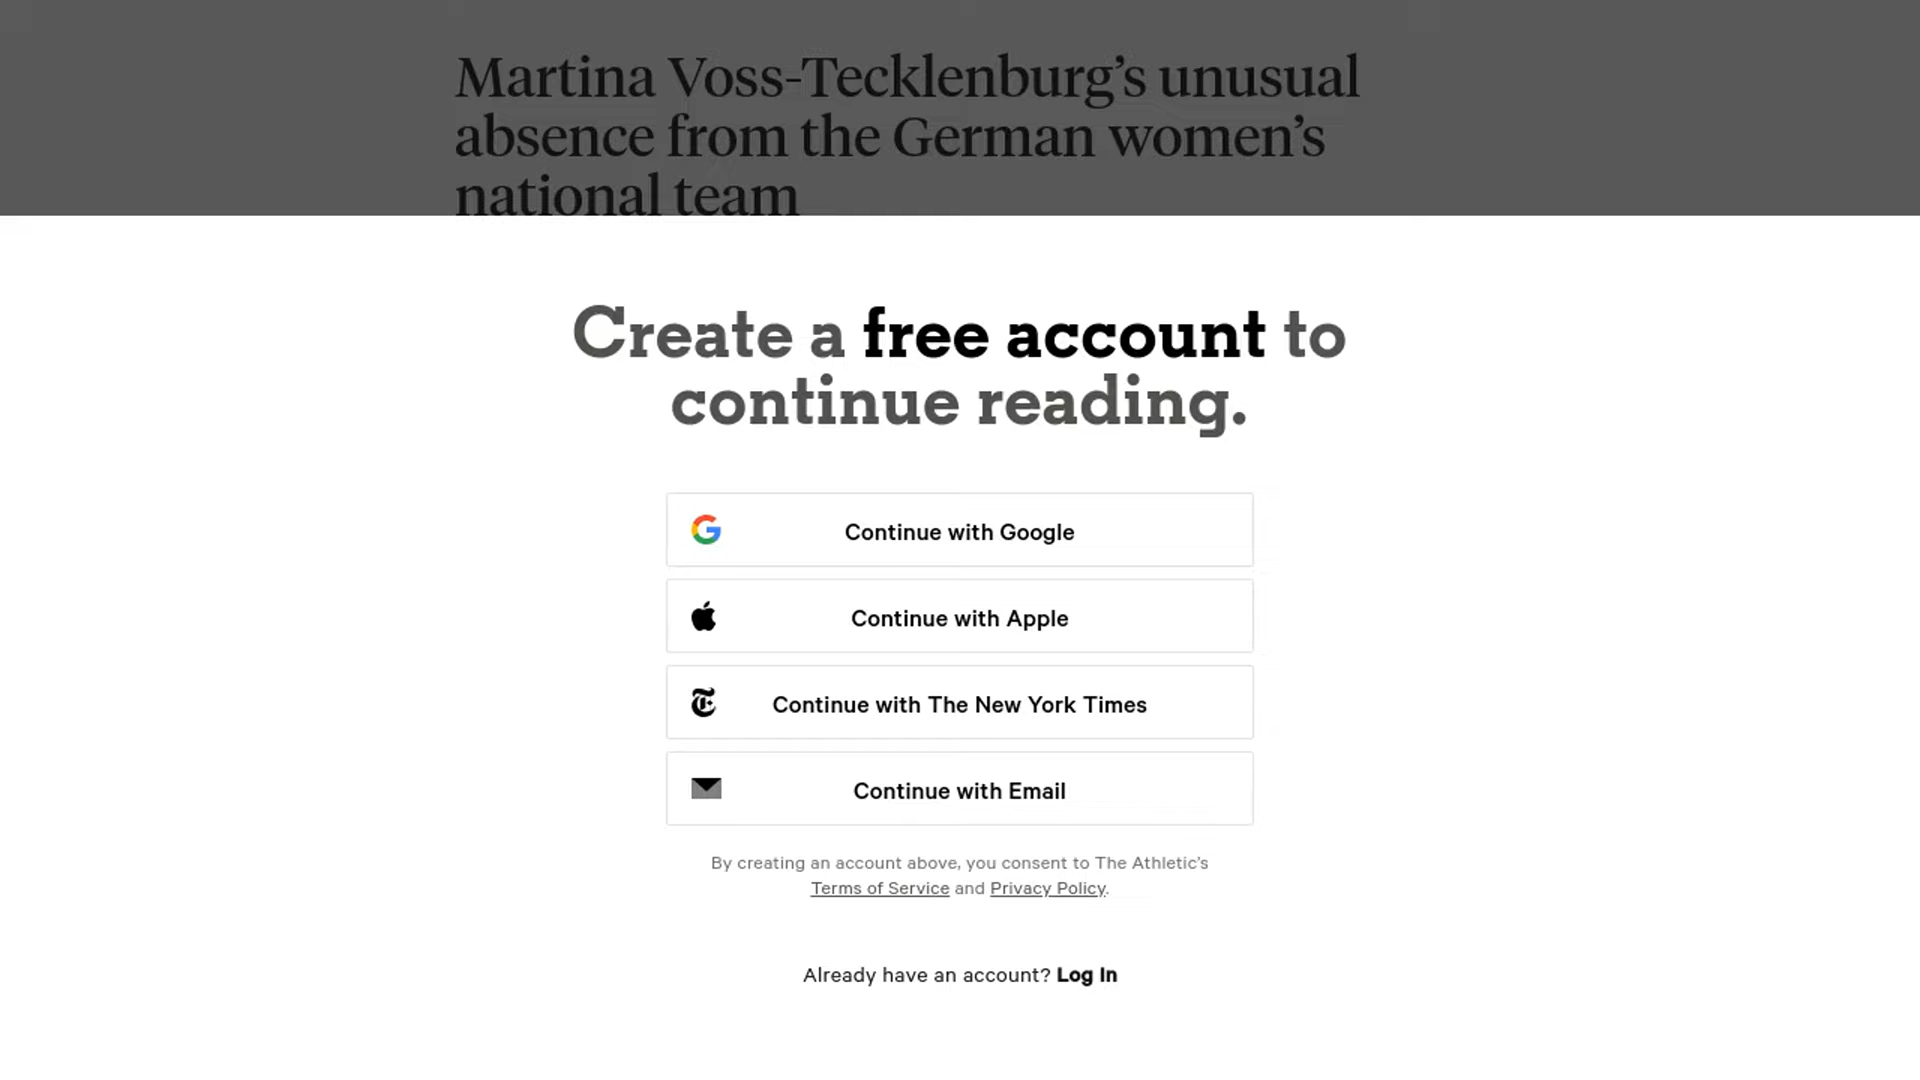 Martina Voss-Tecklenburg’s unusual
absence from the German women’s
national team
Create a free account to
continue reading.
Continue with Google
Continue with Apple
Continue with The New York Times
Continue with Email
By creating an account above, you consent to The Athletic’s
Terms of Service and Privacy Policy.
Already have an account? Log In